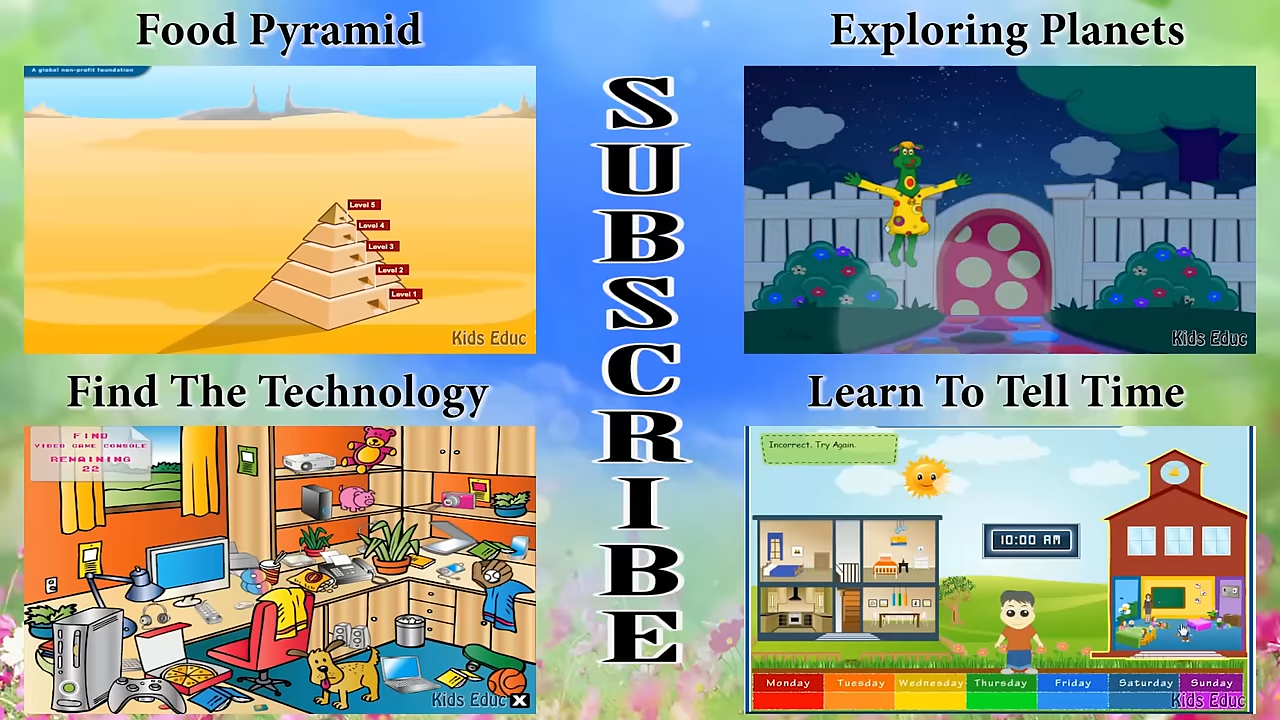 Food Pyramid
A global non-profit foundation
Level 5
Level 4
Level 3
Level 2
Level 1
Kids Educ
Exploring Planets
Kids Educ
SUBSCRIBE
Find The Technology
FIND
VIDEO GAME CONSOLE
REMAINING
22
Kids Educ
Learn To Tell Time
Incorrect. Try Again.
10:00 AM
Monday Tuesday Wednesday Thursday Friday Saturday Sunday
Kids Educ